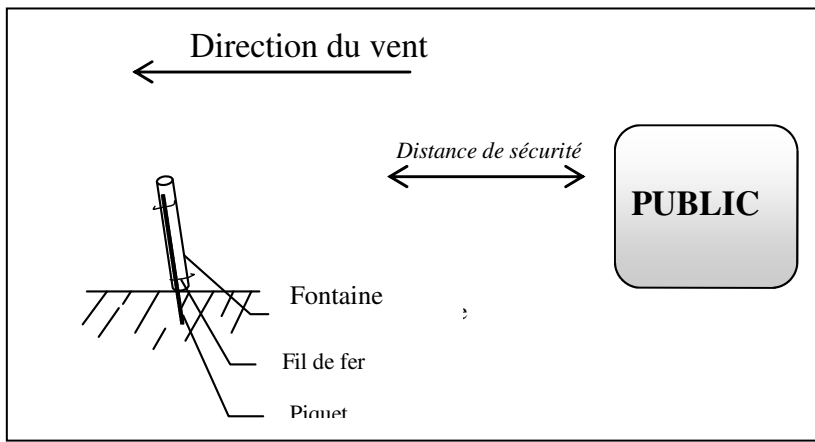 Direction du vent
Distance de sécurité
PUBLIC
Fontaine
Fil de fer
Piquet